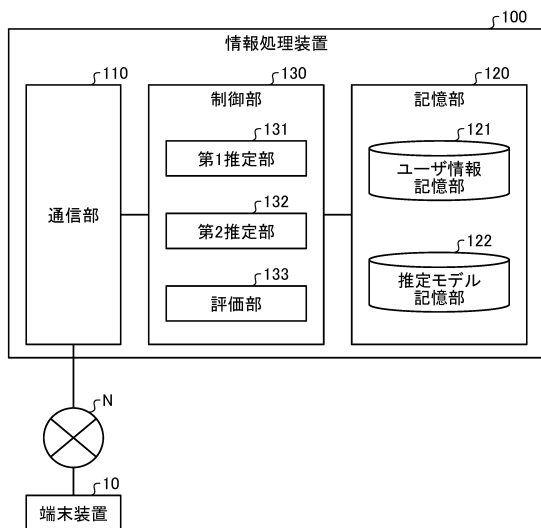 100
情報処理装置
110
通信部
130
制御部
131
第1推定部
132
第2推定部
133
評価部
120
記憶部
121
ユーザ情報
記憶部
122
推定モデル
記憶部
N
10
端末装置